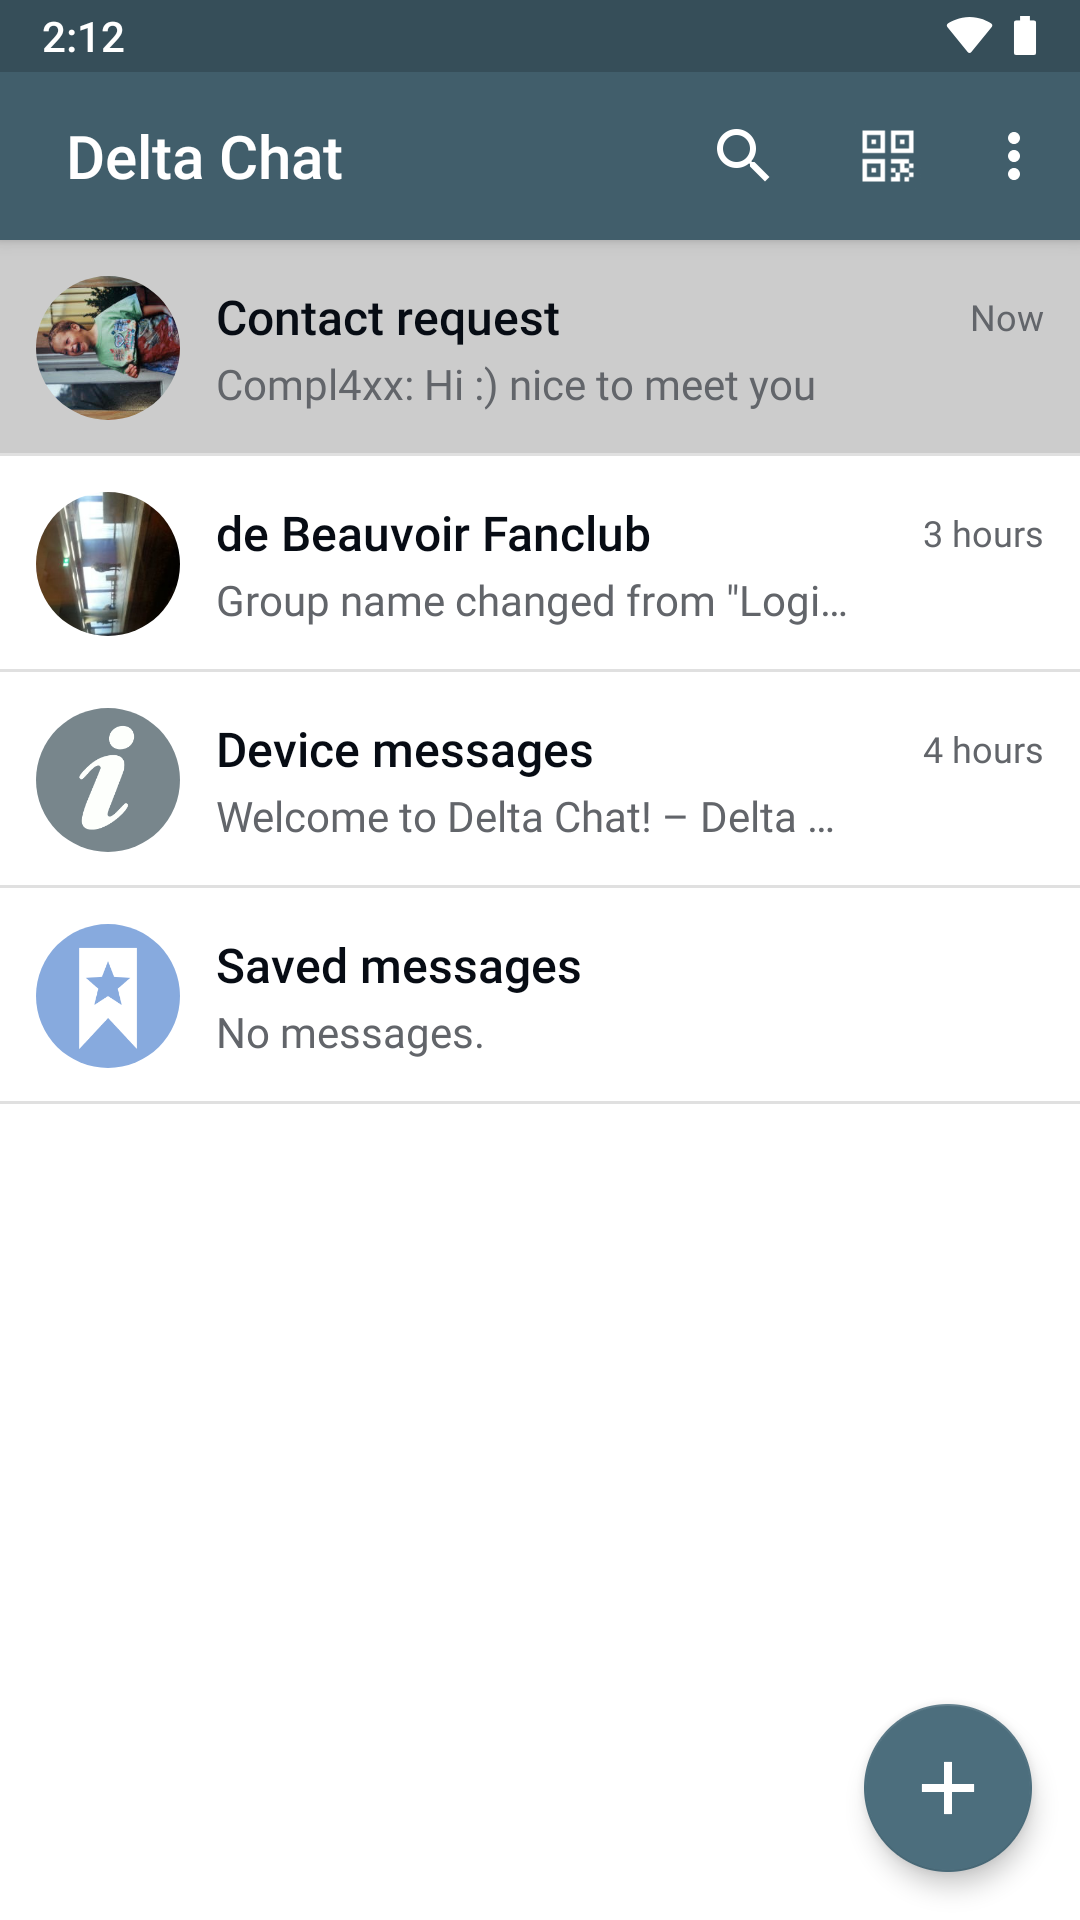 2:12
Delta Chat
Contact request
Now
Compl4xx: Hi :) nice to meet you
de Beauvoir Fanclub
3 hours
Group name changed from "Logi…
Device messages
4 hours
Welcome to Delta Chat! – Delta …
Saved messages
No messages.